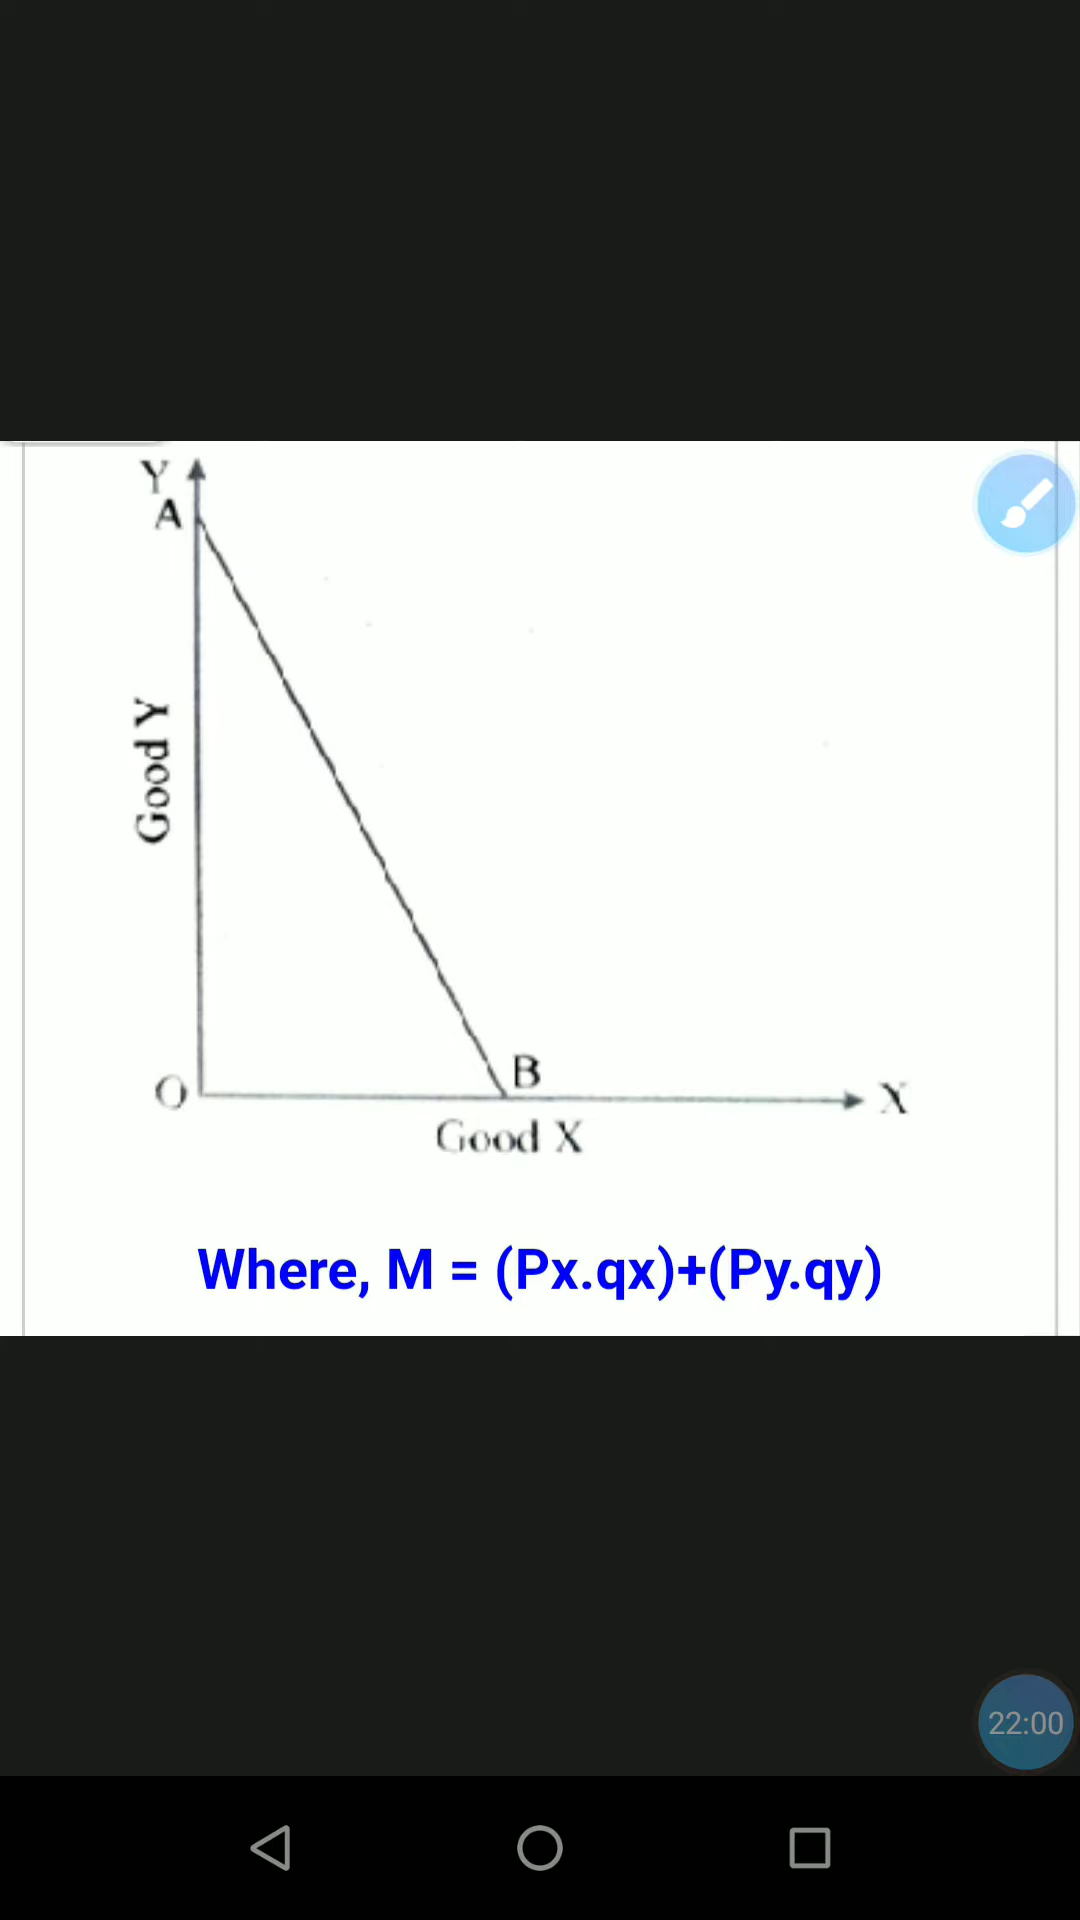 Y
A
Good Y
B
O
X
Good X
Where, M = (Px.qx)+(Py.qy)
22:00